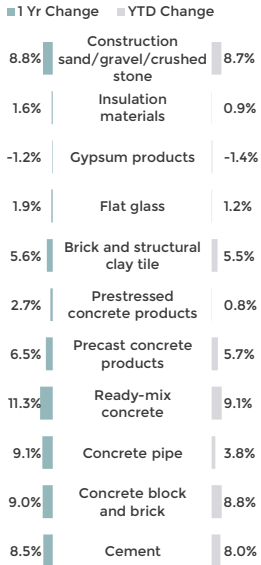 1 Yr Change YTD Change
Construction
8.8% sand/gravel/crushed 8.7%
stone
1.6% Insulation 0.9%
materials
-1.2% Gypsum products -1.4%
1.9% Flat glass 1.2%
5.6% Brick and structural 5.5%
clay tile
2.7% Prestressed 0.8%
concrete products
6.5% Precast concrete 5.7%
products
11.3% Ready-mix 9.1%
concrete
9.1% Concrete pipe 3.8%
9.0% Concrete block 8.8%
and brick
8.5% Cement 8.0%